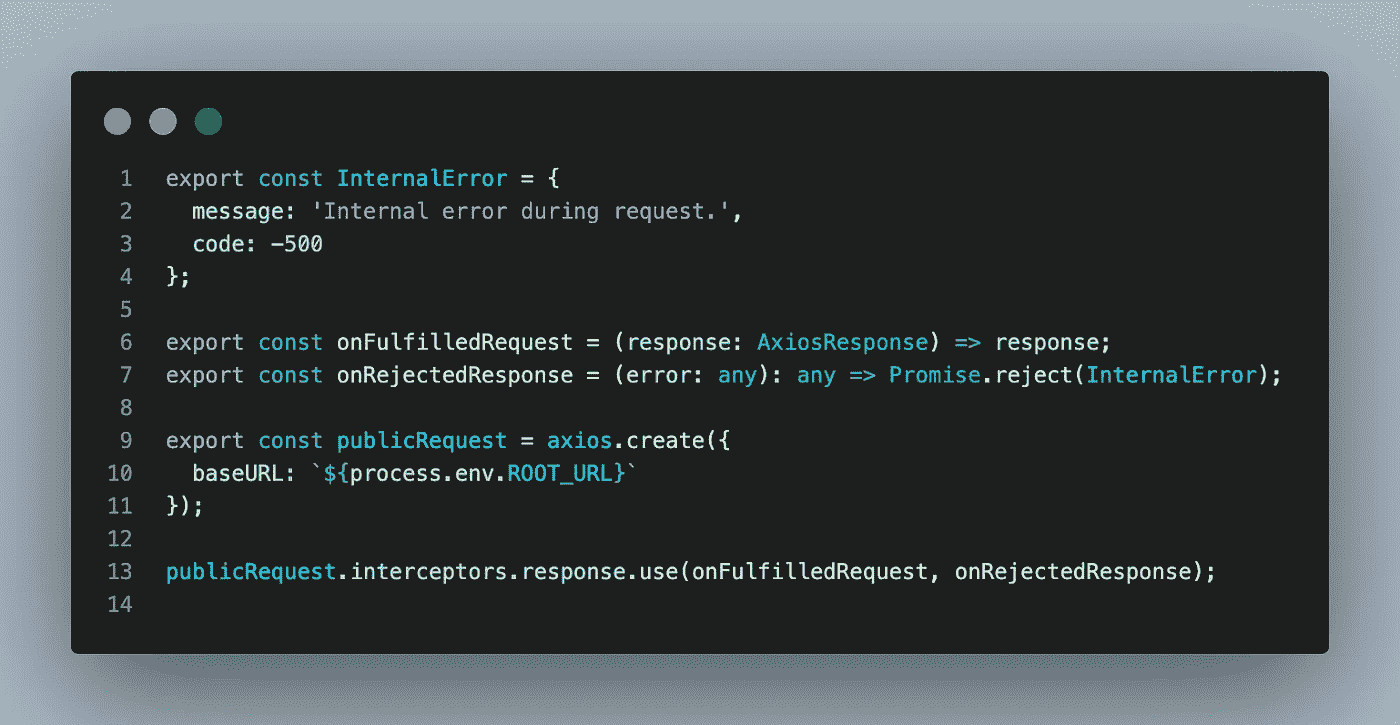 1 export const InternalError = {
2 message: 'Internal error during request.',
3 code: -500
4 };
5
6 export const onFulfilledRequest = (response: AxiosResponse) => response;
7 export const onRejectedResponse = (error: any): any => Promise.reject(InternalError);
8
9 export const publicRequest = axios.create({
10 baseURL: `${process.env.ROOT_URL}`
11 });
12
13 publicRequest.interceptors.response.use(onFulfilledRequest, onRejectedResponse);
14